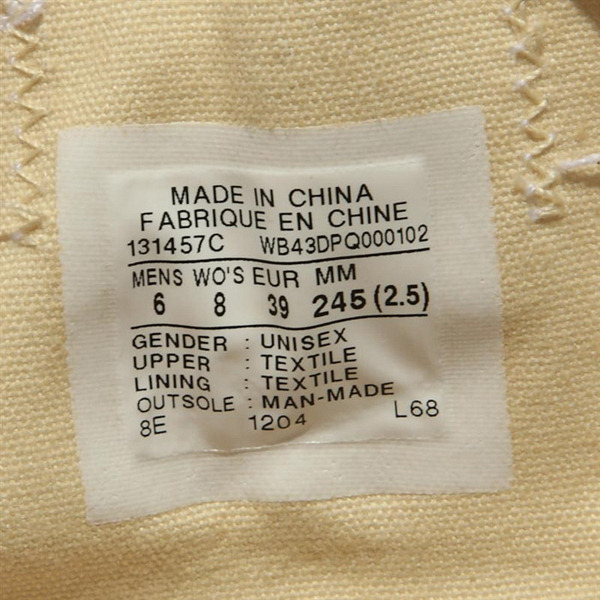 MADE IN CHINA
FABRIQUE EN CHINE
131457C WB43DPQ000102
MENS WO'S EUR MM
6 8 39 245 (2.5)
GENDER : UNISEX
UPPER : TEXTILE
LINING : TEXTILE
OUTSOLE : MAN-MADE
8E 1204 L68